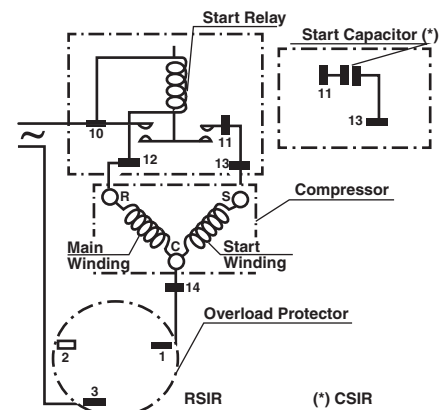 Start Relay
Start Capacitor (*)
11
13
~
10
11
12
13
R
S
Compressor
Main
Winding
C
Start
Winding
14
Overload Protector
2
1
3
RSIR
(*) CSIR